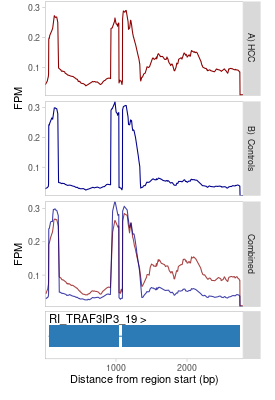 0.3
0.2
0.1
FPM
A) HCC
0.3
0.2
0.1
B) Controls
0.3
0.2
0.1
FPM
Combined
RI_TRAF3IP3_19 >
1000
2000
Distance from region start (bp)